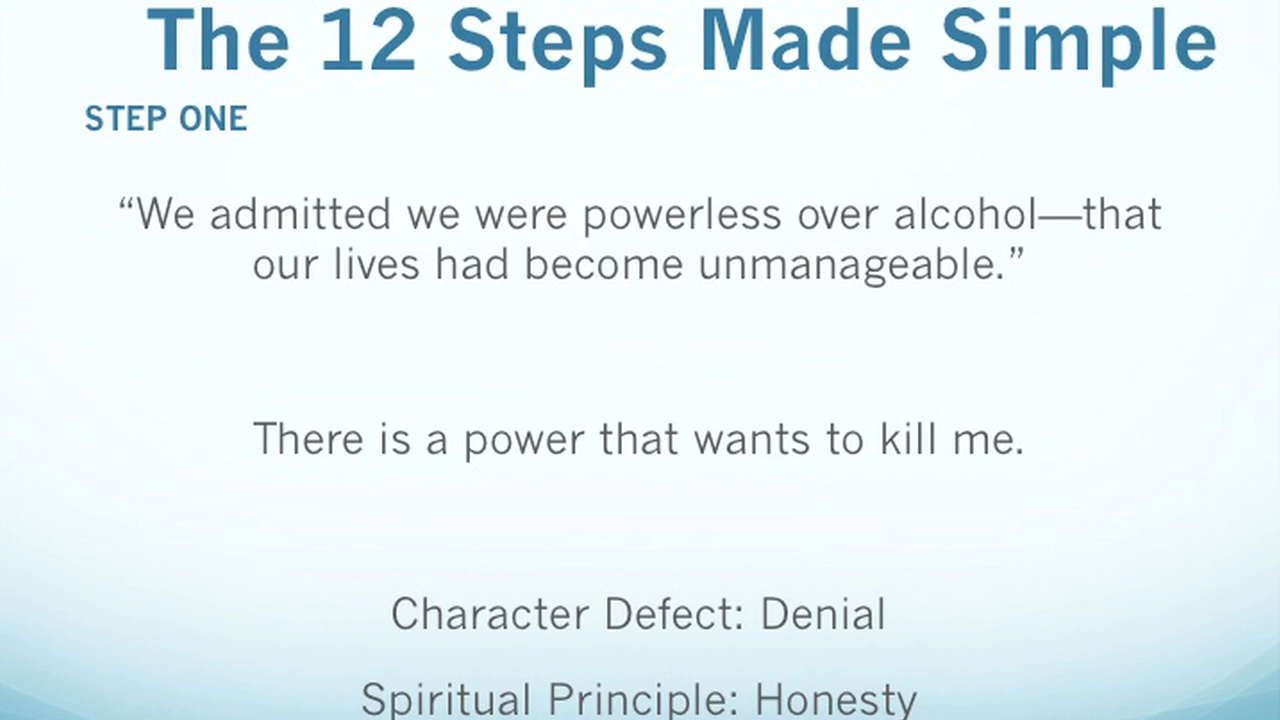 The 12 Steps Made Simple
STEP ONE
“We admitted we were powerless over alcohol—that
our lives had become unmanageable.”
There is a power that wants to kill me.
Character Defect: Denial
Spiritual Principle: Honesty